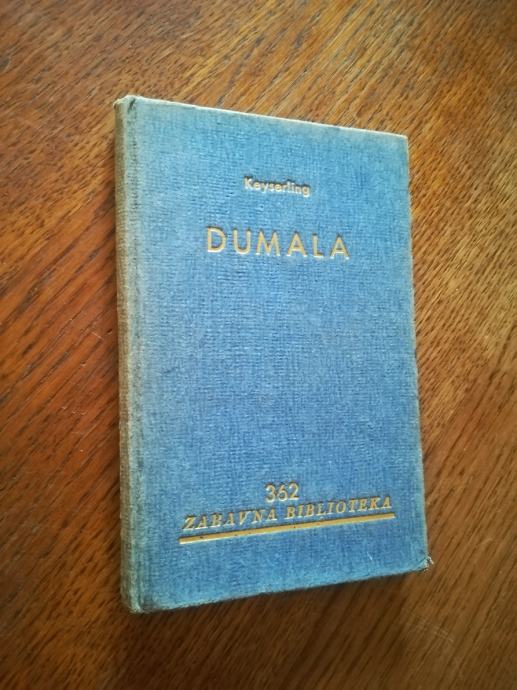 Keyserling
DUMALA
362
ZABAVNA BIBLIOTEKA